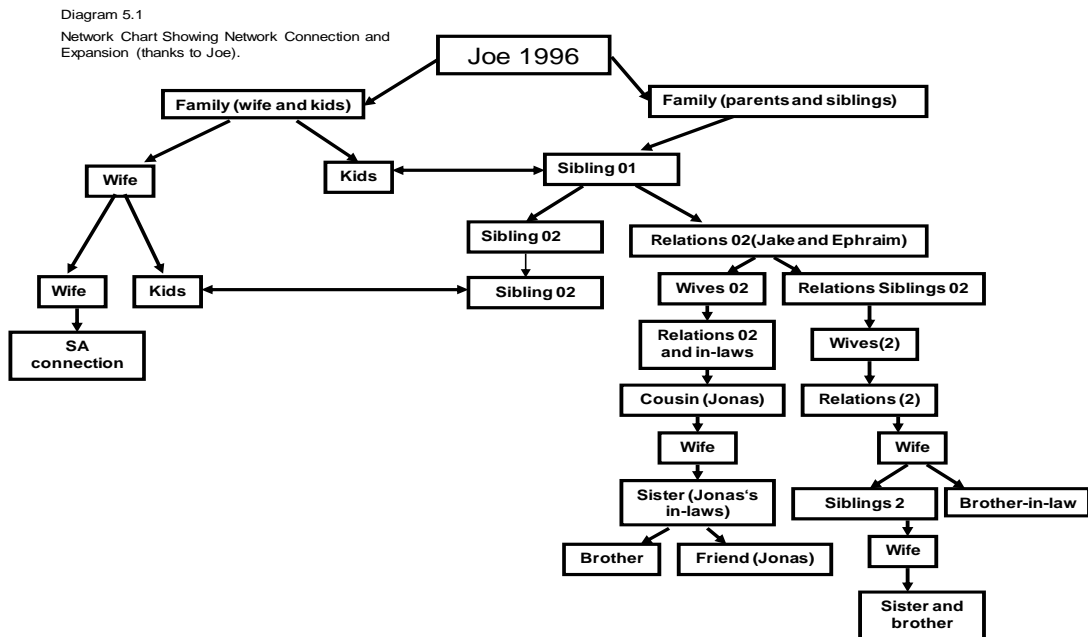 Diagram 5.1
Network Chart Showing Network Connection and
Expansion (thanks to Joe).
Joe 1996
Family (wife and kids)
Family (parents and siblings)
Wife
Kids
Sibling 01
Sibling 02
Relations 02(Jake and Ephraim)
Wife
Kids
Sibling 02
Wives 02
Relations Siblings 02
SA
connection
Relations 02
and in-laws
Wives(2)
Cousin (Jonas)
Relations (2)
Wife
Wife
Sister (Jonas‘s
in-laws)
Siblings 2
Brother-in-law
Brother
Friend (Jonas)
Wife
Sister and
brother